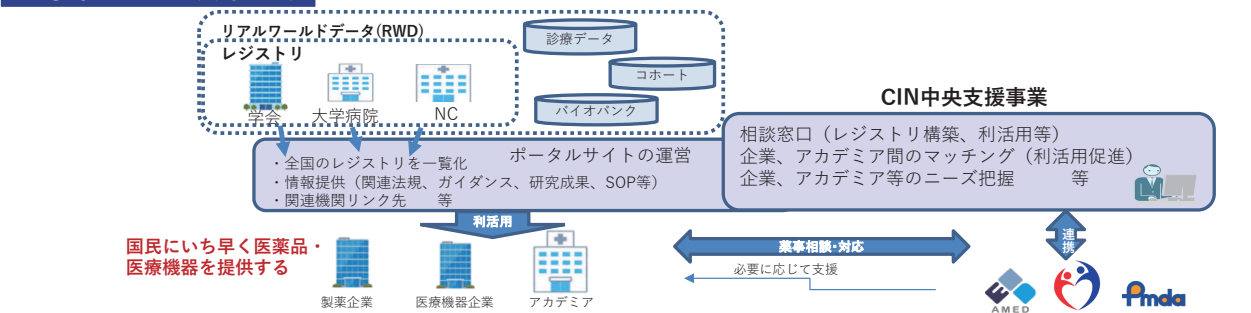 リアルワールドデータ(RWD)
レジストリ
診療データ
コホート
バイオバンク
学会
大学病院
NC
CIN中央支援事業
相談窓口（レジストリ構築、利活用等）
企業、アカデミア間のマッチング（利活用促進）
企業、アカデミア等のニーズ把握　　　等
ポータルサイトの運営
・全国のレジストリを一覧化
・情報提供（関連法規、ガイダンス、研究成果、SOP等）
・関連機関リンク先　等
利活用
国民にいち早く医薬品・
医療機器を提供する
製薬企業
医療機器企業
アカデミア
薬事相談・対応
必要に応じて支援
連携
AMED
Pmda